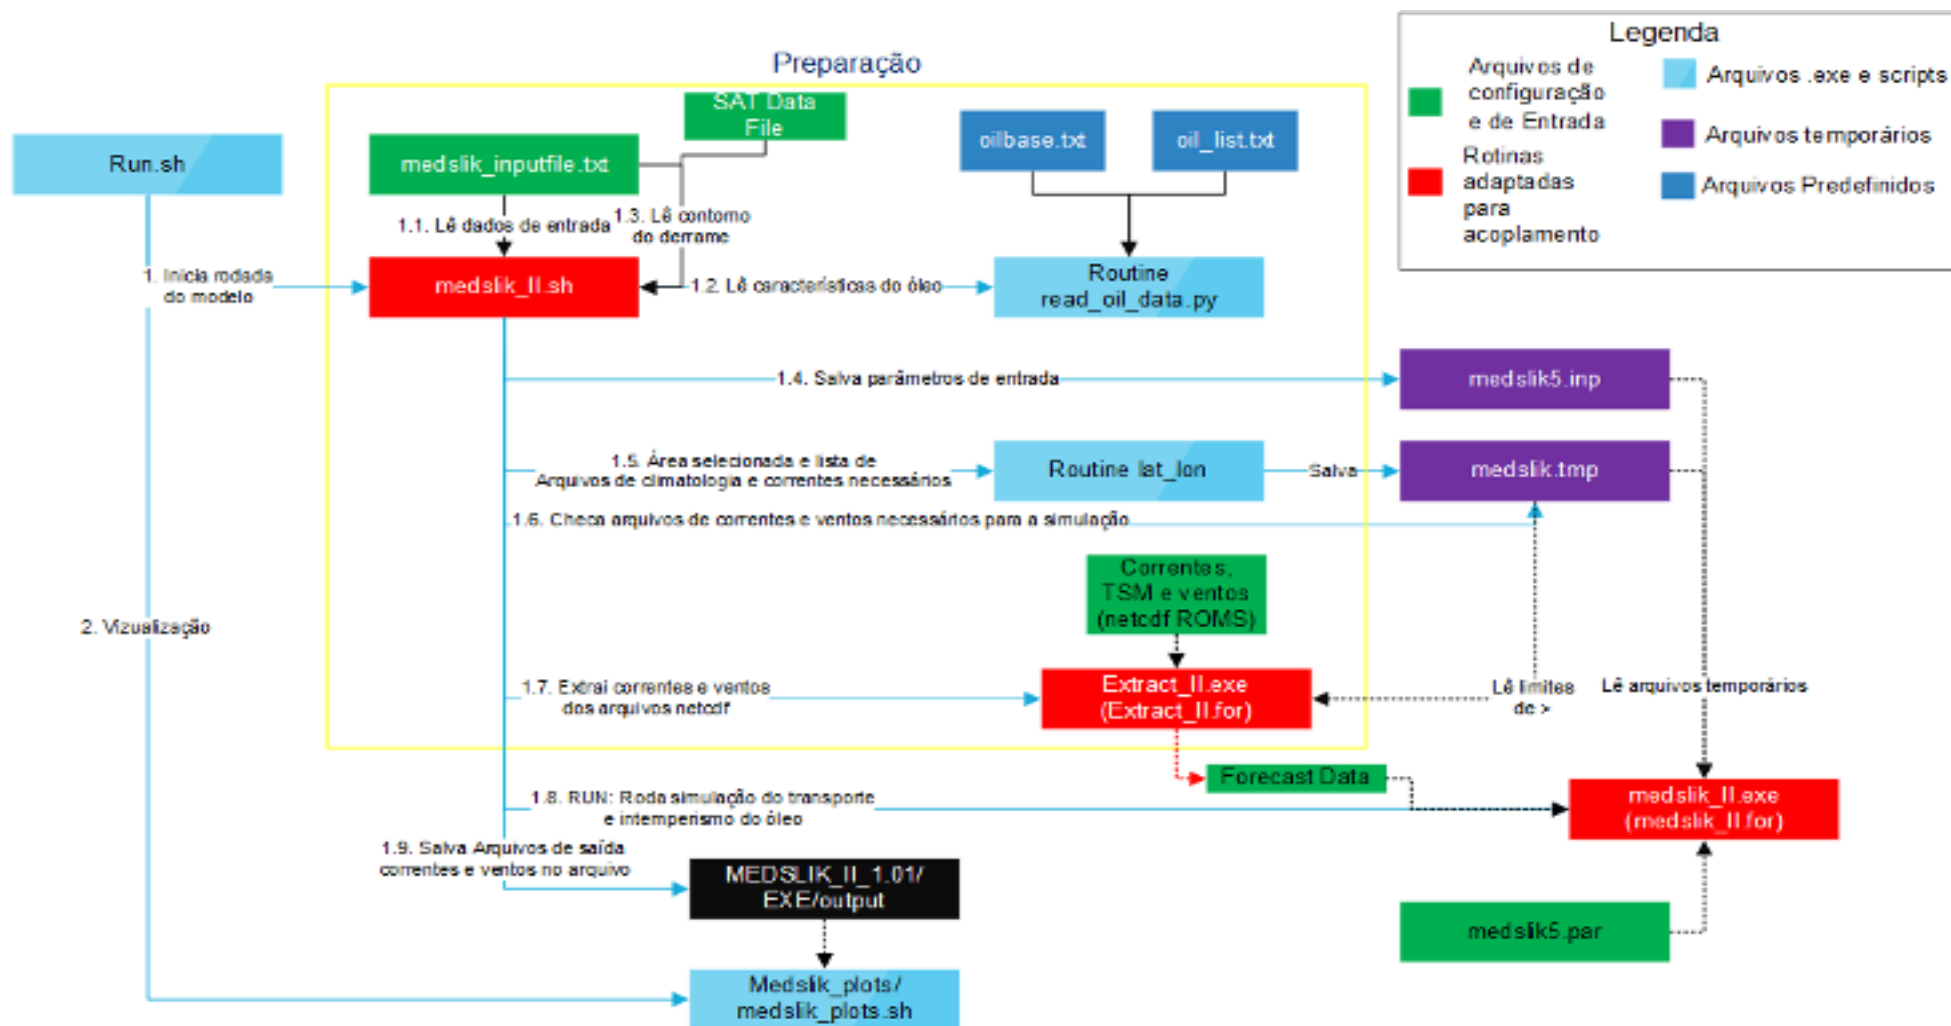 Legenda
Arquivos de
configuração
e de Entrada
Arquivos .exe e scripts
Arquivos temporários
Rotinas
adaptadas
para
acoplamento
Arquivos Predefinidos
Preparação
SAT Data
File
Run.sh
medslik_inputfile.txt
oilbase.txt
oil_list.txt
1.1. Lê dados de entrada
1.3. Lê contorno
do derrame
1. Inicia rodada
do modelo
medslik_II.sh
1.2. Lê características do óleo
Routine
read_oil_data.py
1.4. Salva parâmetros de entrada
medslik5.inp
1.5. Área selecionada e lista de
Arquivos de climatologia e correntes necessários
Routine lat_lon
Salva
medslik.tmp
1.6. Checa arquivos de correntes e ventos necessários para a simulação
Correntes,
TSM e ventos
(netcdf ROMS)
2. Vizualização
1.7. Extrai correntes e ventos
dos arquivos netcdf
Extract_II.exe
(Extract_II.for)
Lê limites
de >
Lê arquivos temporários
Forecast Data
1.8. RUN: Roda simulação do transporte
e intemperismo do óleo
medslik_II.exe
(medslik_II.for)
1.9. Salva Arquivos de saída
correntes e ventos no arquivo
MEDSLIK_II_1.01/
EXE/output
medslik5.par
Medslik_plots/
medslik_plots.sh